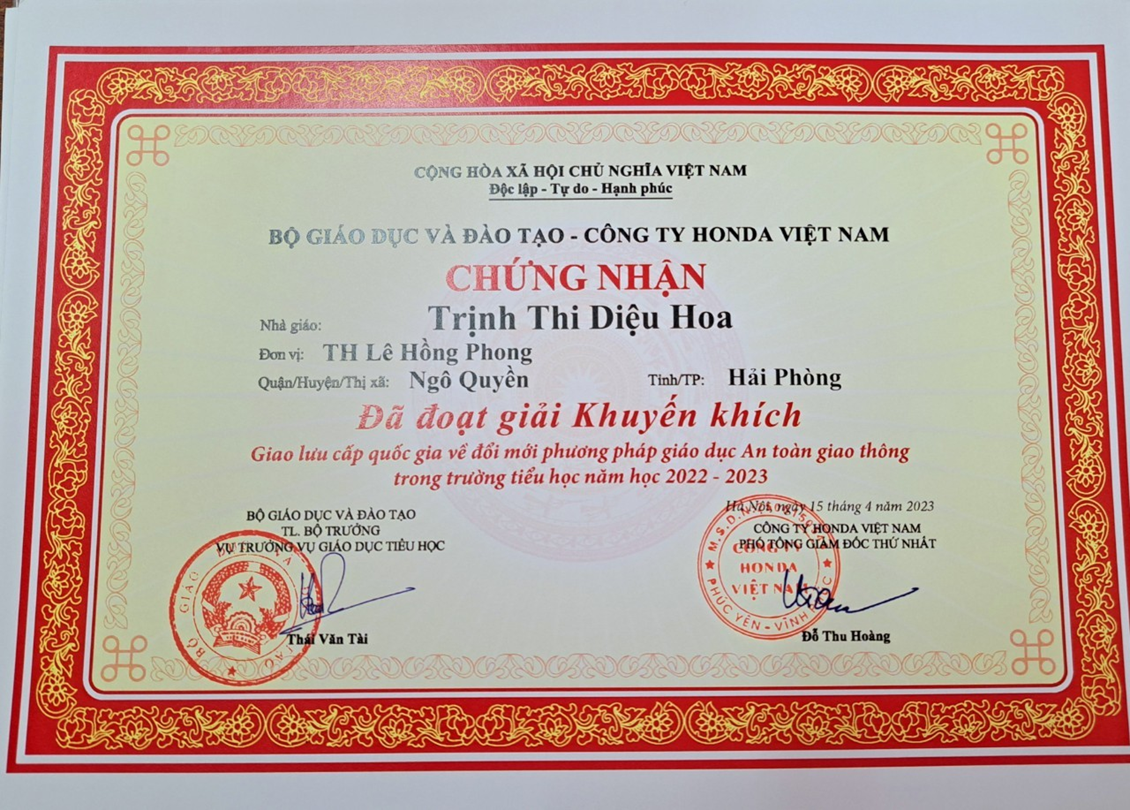 CỘNG HÒA XÃ HỘI CHỦ NGHĨA VIỆT NAM
Độc lập - Tự do - Hạnh phúc
BỘ GIÁO DỤC VÀ ĐÀO TẠO - CÔNG TY HONDA VIỆT NAM
CHỨNG NHẬN
Nhà giáo: Trịnh Thi Diệu Hoa
Đơn vị: TH Lê Hồng Phong
Quận/Huyện/Thị xã: Ngô Quyền Tỉnh/TP: Hải Phòng
Đã đoạt giải Khuyến khích
Giao lưu cấp quốc gia về đổi mới phương pháp giáo dục An toàn giao thông
trong trường tiểu học năm học 2022 - 2023
BỘ GIÁO DỤC VÀ ĐÀO TẠO
TL. BỘ TRƯỞNG
VỤ TRƯỞNG VỤ GIÁO DỤC TIỂU HỌC
Thái Văn Tài
Hà Nội, ngày 15 tháng 4 năm 2023
CÔNG TY HONDA VIỆT NAM
PHÓ TỔNG GIÁM ĐỐC THỨ NHẤT
CÔNG TY
HONDA
VIỆT NAM
PHÚC YÊN - VĨNH PHÚC
Đỗ Thu Hoàng